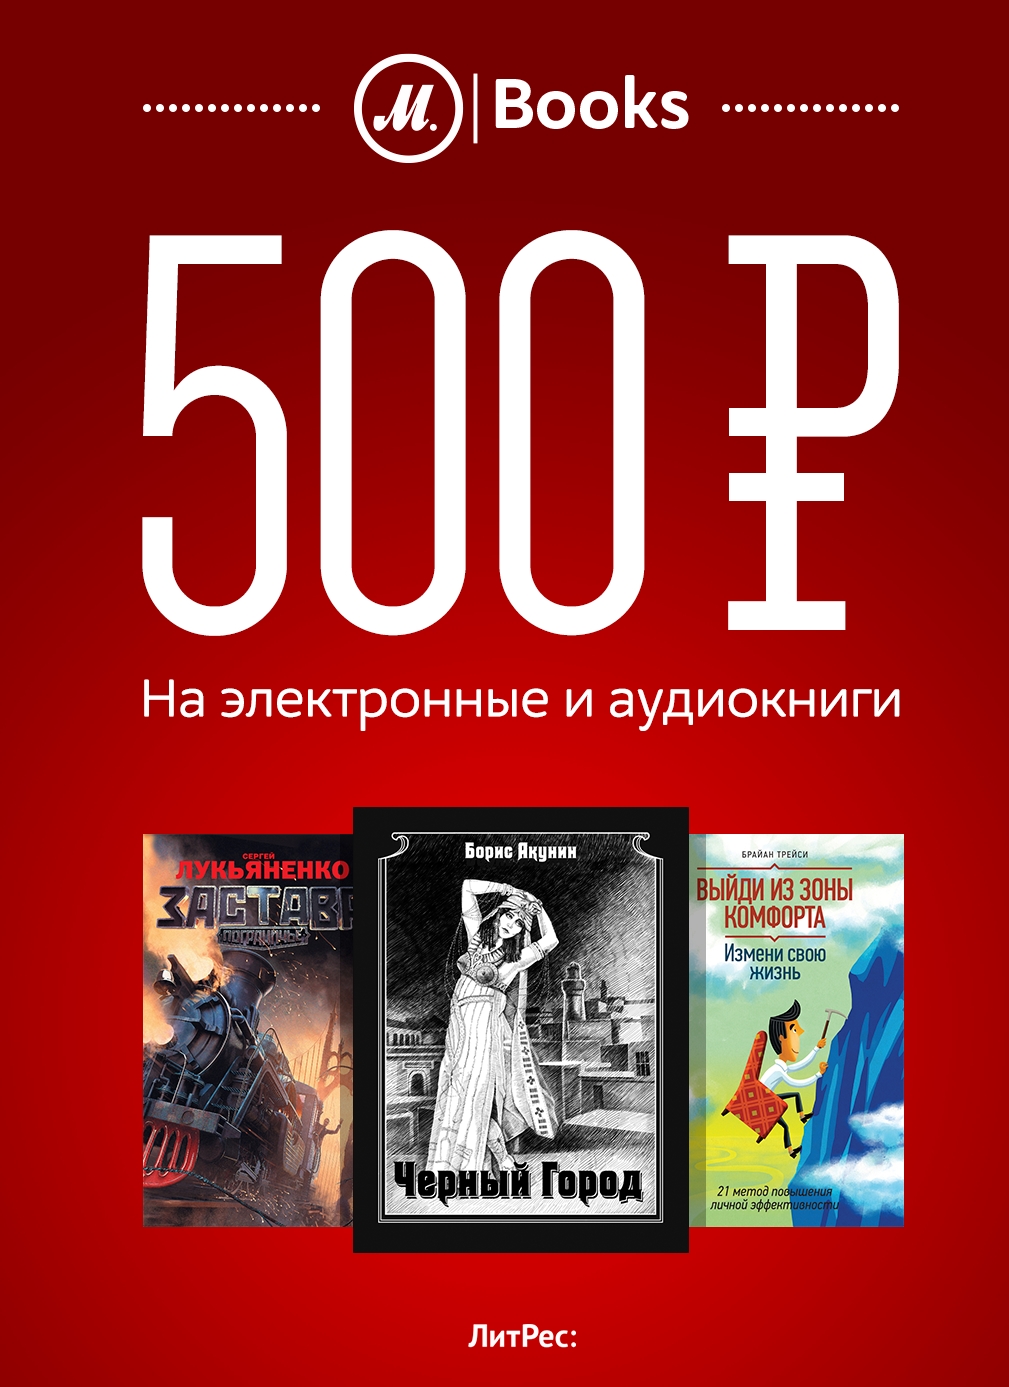 М. Books
500 ₽
На электронные и аудиокниги
СЕРГЕЙ
ЛУКЬЯНЕНКО
ЗАСТАВА
ПОГРАНИЧЬЕ
Борис Акунин
Черный Город
БРАЙАН ТРЕЙСИ
ВЫЙДИ ИЗ ЗОНЫ
КОМФОРТА
Измени свою
жизнь
21 метод повышения
личной эффективности
ЛитРес: